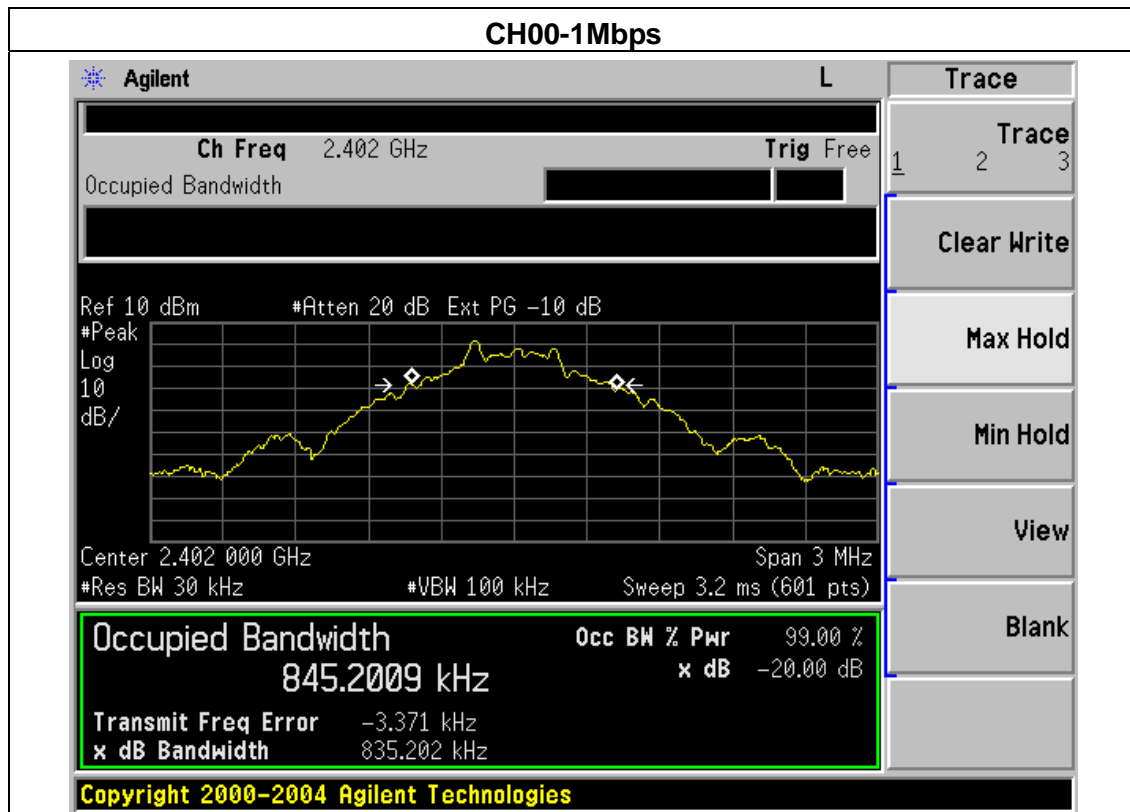 CH00-1Mbps
Agilent L Trace
Ch Freq 2.402 GHz Trig Free
Occupied Bandwidth
Trace
1 2 3
Clear Write
Ref 10 dBm #Atten 20 dB Ext PG -10 dB
#Peak
Log
10
dB/
Max Hold
Min Hold
View
Center 2.402 000 GHz Span 3 MHz
#Res BW 30 kHz #VBW 100 kHz Sweep 3.2 ms (601 pts)
Blank
Occupied Bandwidth Occ BW % Pwr 99.00 %
845.2009 kHz x dB -20.00 dB
Transmit Freq Error -3.371 kHz
x dB Bandwidth 835.202 kHz
Copyright 2000-2004 Agilent Technologies